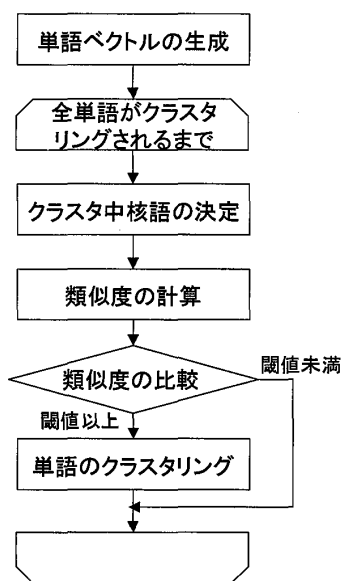 単語ベクトルの生成
全単語がクラスタ
リングされるまで
クラスタ中核語の決定
類似度の計算
類似度の比較
閾値未満
閾値以上
単語のクラスタリング